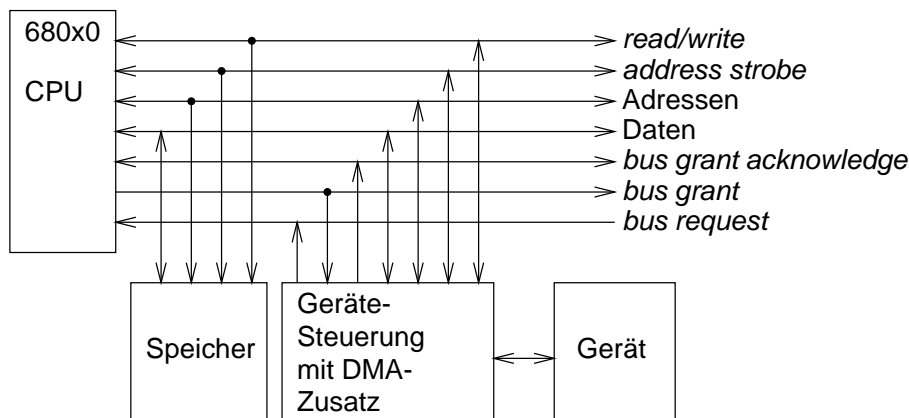 680x0
CPU
read/write
address strobe
Adressen
Daten
bus grant acknowledge
bus grant
bus request
Speicher
Geräte-
Steuerung
mit DMA-
Zusatz
Gerät